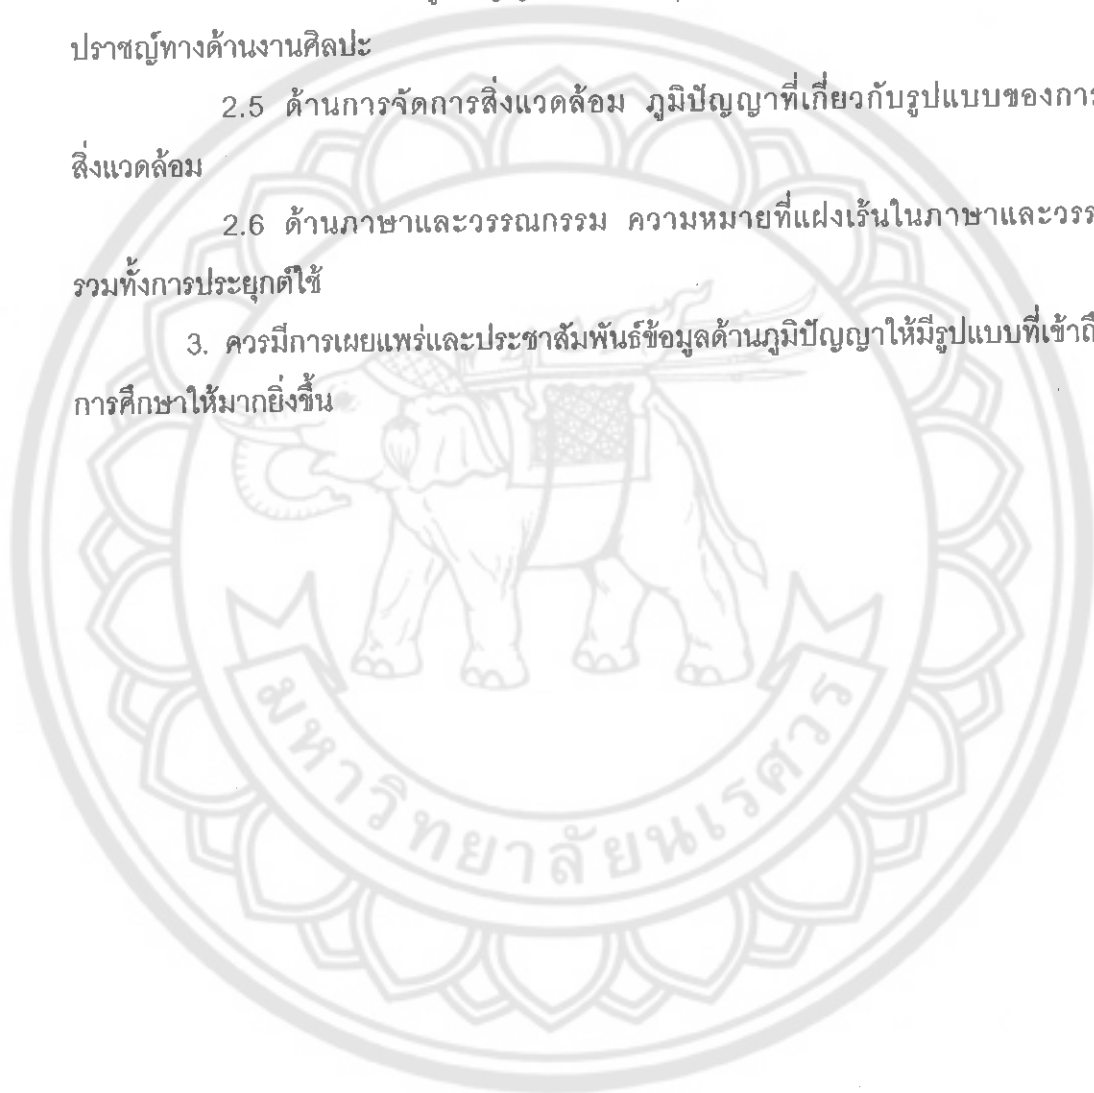 ปราชญ์ทางด้านงานศิลปะ
2.5 ด้านการจัดการสิ่งแวดล้อม ภูมิปัญญาที่เกี่ยวกับรูปแบบของการ
สิ่งแวดล้อม
2.6 ด้านภาษาและวรรณกรรม ความหมายที่แฝงเร้นในภาษาและวรร
รวมทั้งการประยุกต์ใช้
3. ควรมีการเผยแพร่และประชาสัมพันธ์ข้อมูลด้านภูมิปัญญาให้มีรูปแบบที่เข้าถึ
การศึกษาให้มากยิ่งขึ้น
มหาวิทยาลัยนเรศวร